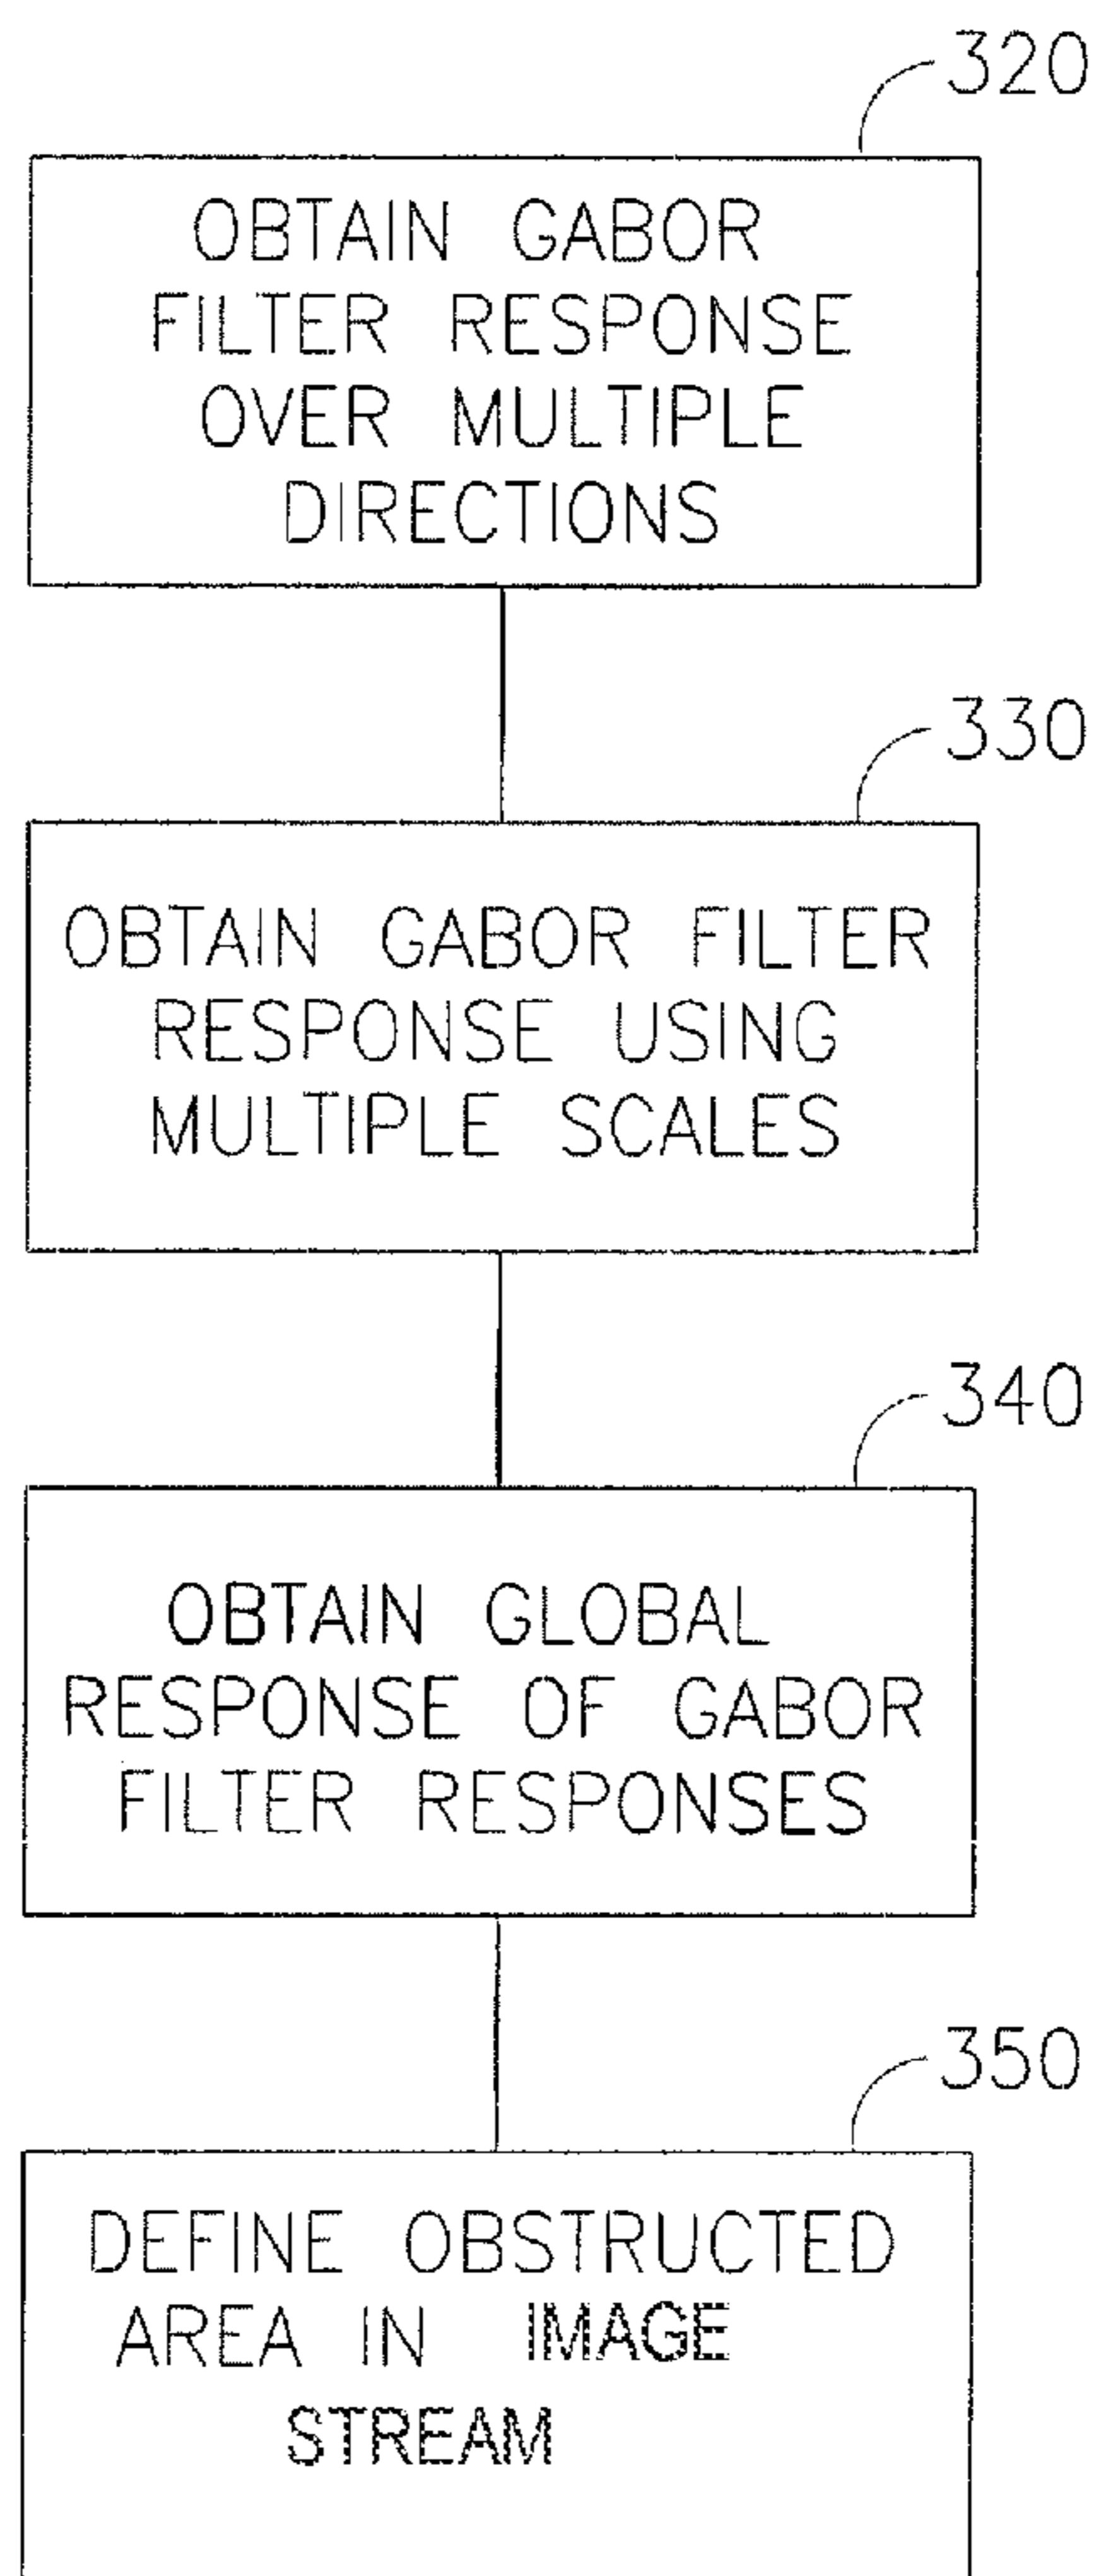 320
OBTAIN GABOR
FILTER RESPONSE
OVER MULTIPLE
DIRECTIONS
330
OBTAIN GABOR FILTER
RESPONSE USING
MULTIPLE SCALES
340
OBTAIN GLOBAL
RESPONSE OF GABOR
FILTER RESPONSES
350
DEFINE OBSTRUCTED
AREA IN IMAGE
STREAM